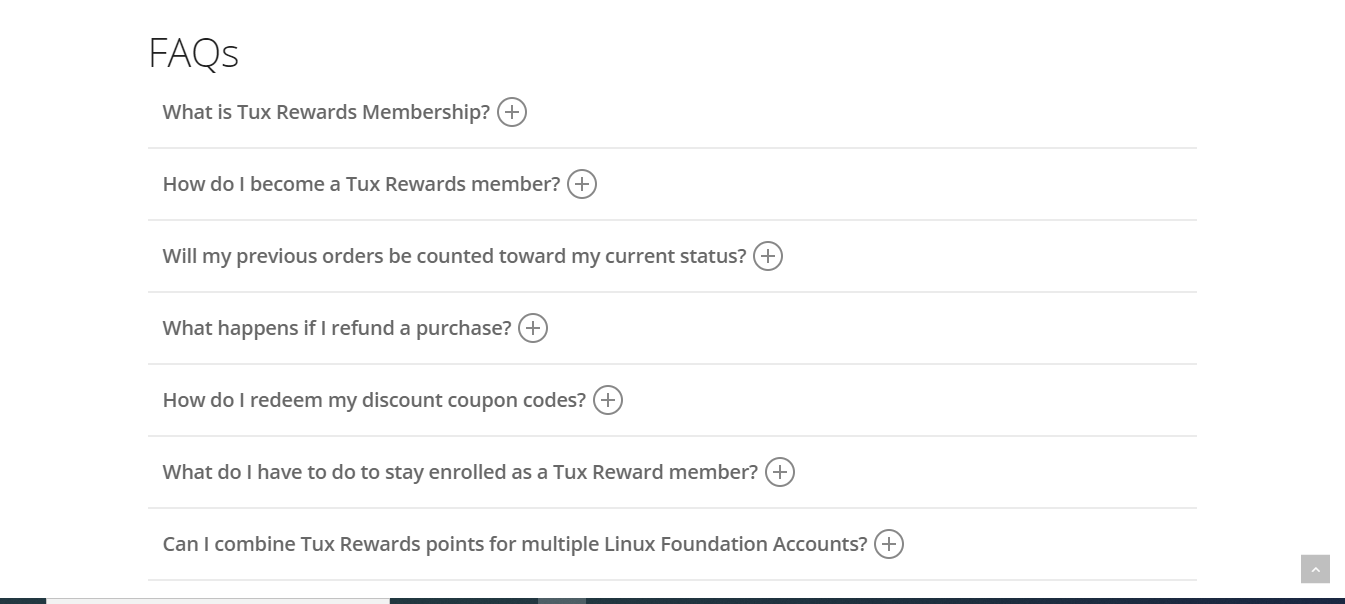 FAQs
What is Tux Rewards Membership?
How do I become a Tux Rewards member?
Will my previous orders be counted toward my current status?
What happens if I refund a purchase?
How do I redeem my discount coupon codes?
What do I have to do to stay enrolled as a Tux Reward member?
Can I combine Tux Rewards points for multiple Linux Foundation Accounts?